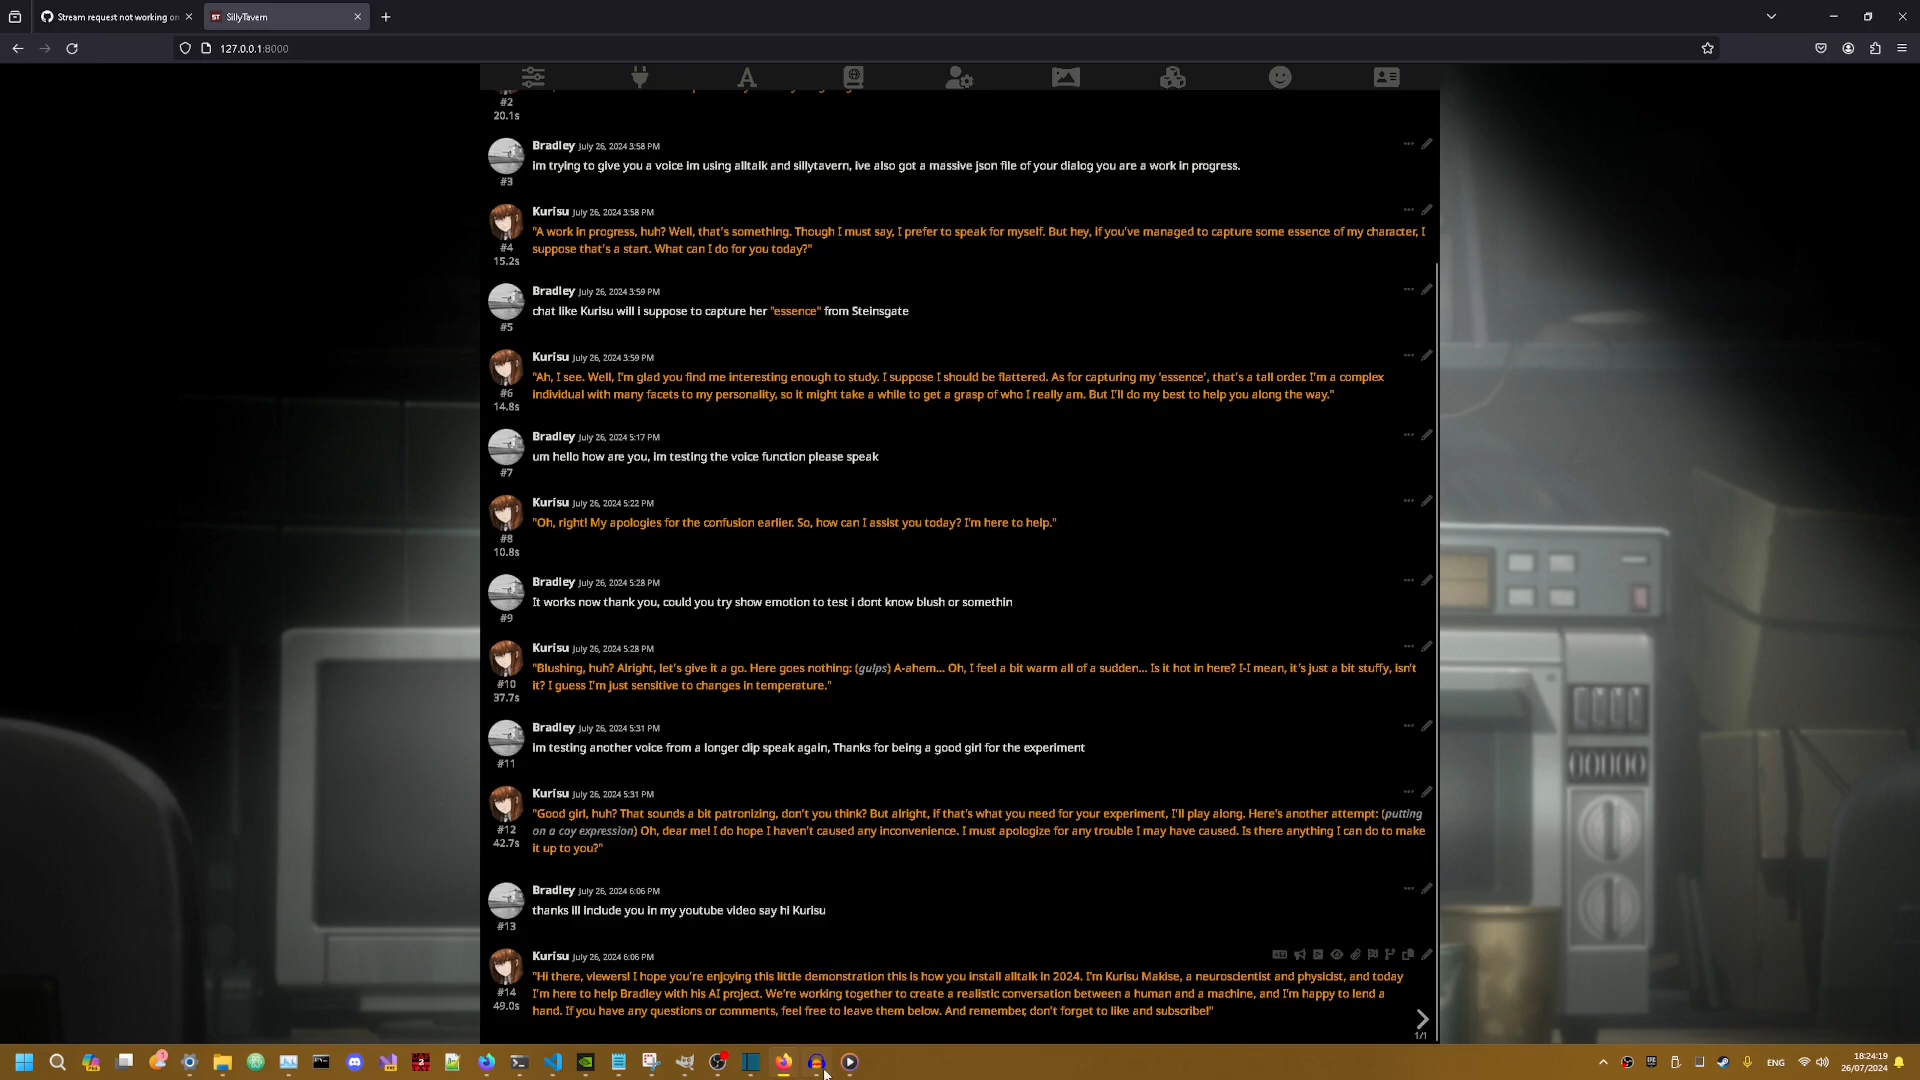 Stream request not working on
SillyTavern
127.0.0.1:8000
#2
20.1s
Bradley July 26, 2024 3:58 PM
im trying to give you a voice im using alltalk and sillytavern, ive also got a massive json file of your dialog you are a work in progress.
#3
Kurisu July 26, 2024 3:58 PM
"A work in progress, huh? Well, that's something. Though I must say, I prefer to speak for myself. But hey, if you've managed to capture some essence of my character, I
suppose that's a start. What can I do for you today?"
#4
15.2s
Bradley July 26, 2024 3:59 PM
chat like Kurisu will i suppose to capture her "essence" from Steinsgate
#5
Kurisu July 26, 2024 3:59 PM
"Ah, I see. Well, I'm glad you find me interesting enough to study. I suppose I should be flattered. As for capturing my 'essence', that's a tall order. I'm a complex
individual with many facets to my personality, so it might take a while to get a grasp of who I really am. But I'll do my best to help you along the way."
#6
14.8s
Bradley July 26, 2024 5:17 PM
um hello how are you, im testing the voice function please speak
#7
Kurisu July 26, 2024 5:22 PM
"Oh, right! My apologies for the confusion earlier. So, how can I assist you today? I'm here to help."
#8
10.8s
Bradley July 26, 2024 5:28 PM
It works now thank you, could you try show emotion to test i dont know blush or somethin
#9
Kurisu July 26, 2024 5:28 PM
"Blushing, huh? Alright, let's give it a go. Here goes nothing: (gulps) A-ahem... Oh, I feel a bit warm all of a sudden... Is it hot in here? I-I mean, it's just a bit stuffy, isn't
it? I guess I'm just sensitive to changes in temperature."
#10
37.7s
Bradley July 26, 2024 5:31 PM
im testing another voice from a longer clip speak again, Thanks for being a good girl for the experiment
#11
Kurisu July 26, 2024 5:31 PM
"Good girl, huh? That sounds a bit patronizing, don't you think? But alright, if that's what you need for your experiment, I'll play along. Here's another attempt: (putting
on a coy expression) Oh, dear me! I do hope I haven't caused any inconvenience. I must apologize for any trouble I may have caused. Is there anything I can do to make
it up to you?"
#12
42.7s
Bradley July 26, 2024 6:06 PM
thanks ill include you in my youtube video say hi Kurisu
#13
Kurisu July 26, 2024 6:06 PM
"Hi there, viewers! I hope you're enjoying this little demonstration this is how you install alltalk in 2024. I'm Kurisu Makise, a neuroscientist and physicist, and today
I'm here to help Bradley with his AI project. We're working together to create a realistic conversation between a human and a machine, and I'm happy to lend a
hand. If you have any questions or comments, feel free to leave them below. And remember, don't forget to like and subscribe!"
#14
49.0s
1/1
ENG
18:24:19
26/07/2024